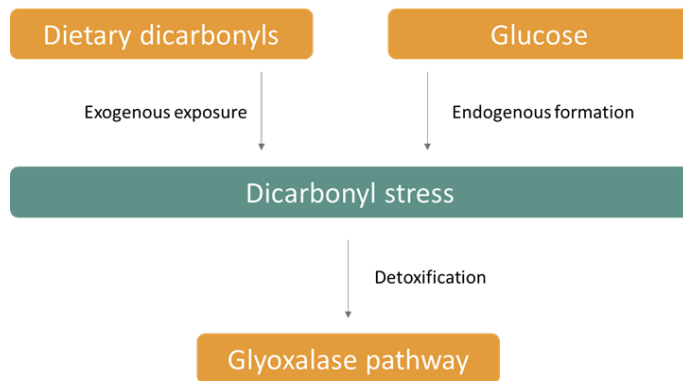 Dietary dicarbonyls
Glucose
Exogenous exposure
Endogenous formation
Dicarbonyl stress
Detoxification
Glyoxalase pathway